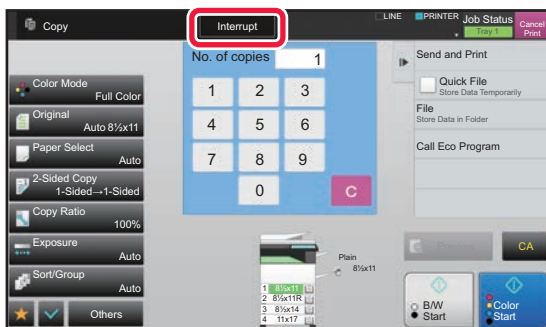 Copy
Interrupt
LINE
PRINTER
Job Status
Tray 1
Cancel
Print
No. of copies
1
Send and Print
Color Mode
Full Color
1 2 3
Quick File
Store Data Temporarily
Original
Auto 8½x11
4 5 6
File
Store Data in Folder
Paper Select
Auto
7 8 9
Call Eco Program
2-Sided Copy
1-Sided→1-Sided
0 C
Copy Ratio
100%
Exposure
Auto
Plain
8½x11
CA
Sort/Group
Auto
1 8½x11
2 8½x11R
3 8½x14
4 11x17
B/W
Start
Color
Start
Others